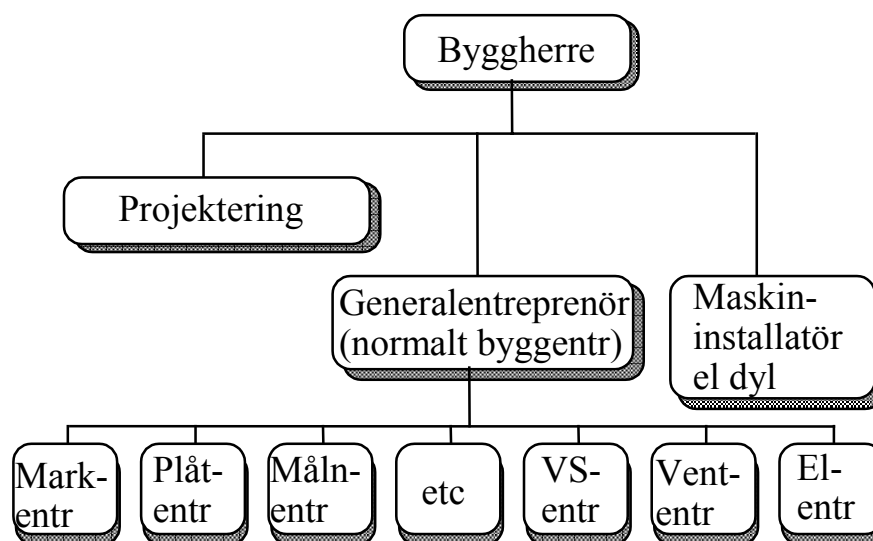 Byggherre
Projektering
Generalentreprenör
(normalt byggentr)
Maskin-
installatör
el dyl
Mark-
entr
Plåt-
entr
Måln-
entr
etc
VS-
entr
Vent-
entr
El-
entr